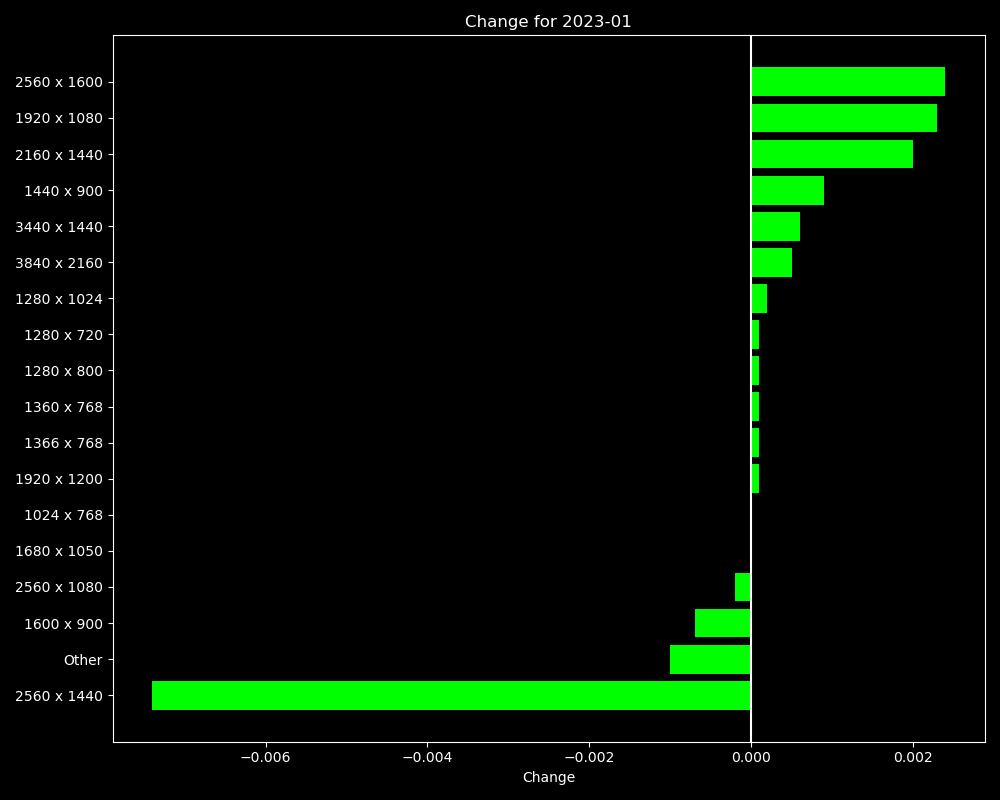 Change for 2023-01
2560 x 1600
1920 x 1080
2160 x 1440
1440 x 900
3440 x 1440
3840 x 2160
1280 x 1024
1280 x 720
1280 x 800
1360 x 768
1366 x 768
1920 x 1200
1024 x 768
1680 x 1050
2560 x 1080
1600 x 900
Other
2560 x 1440
−0.006 −0.004 −0.002 0.000 0.002
Change